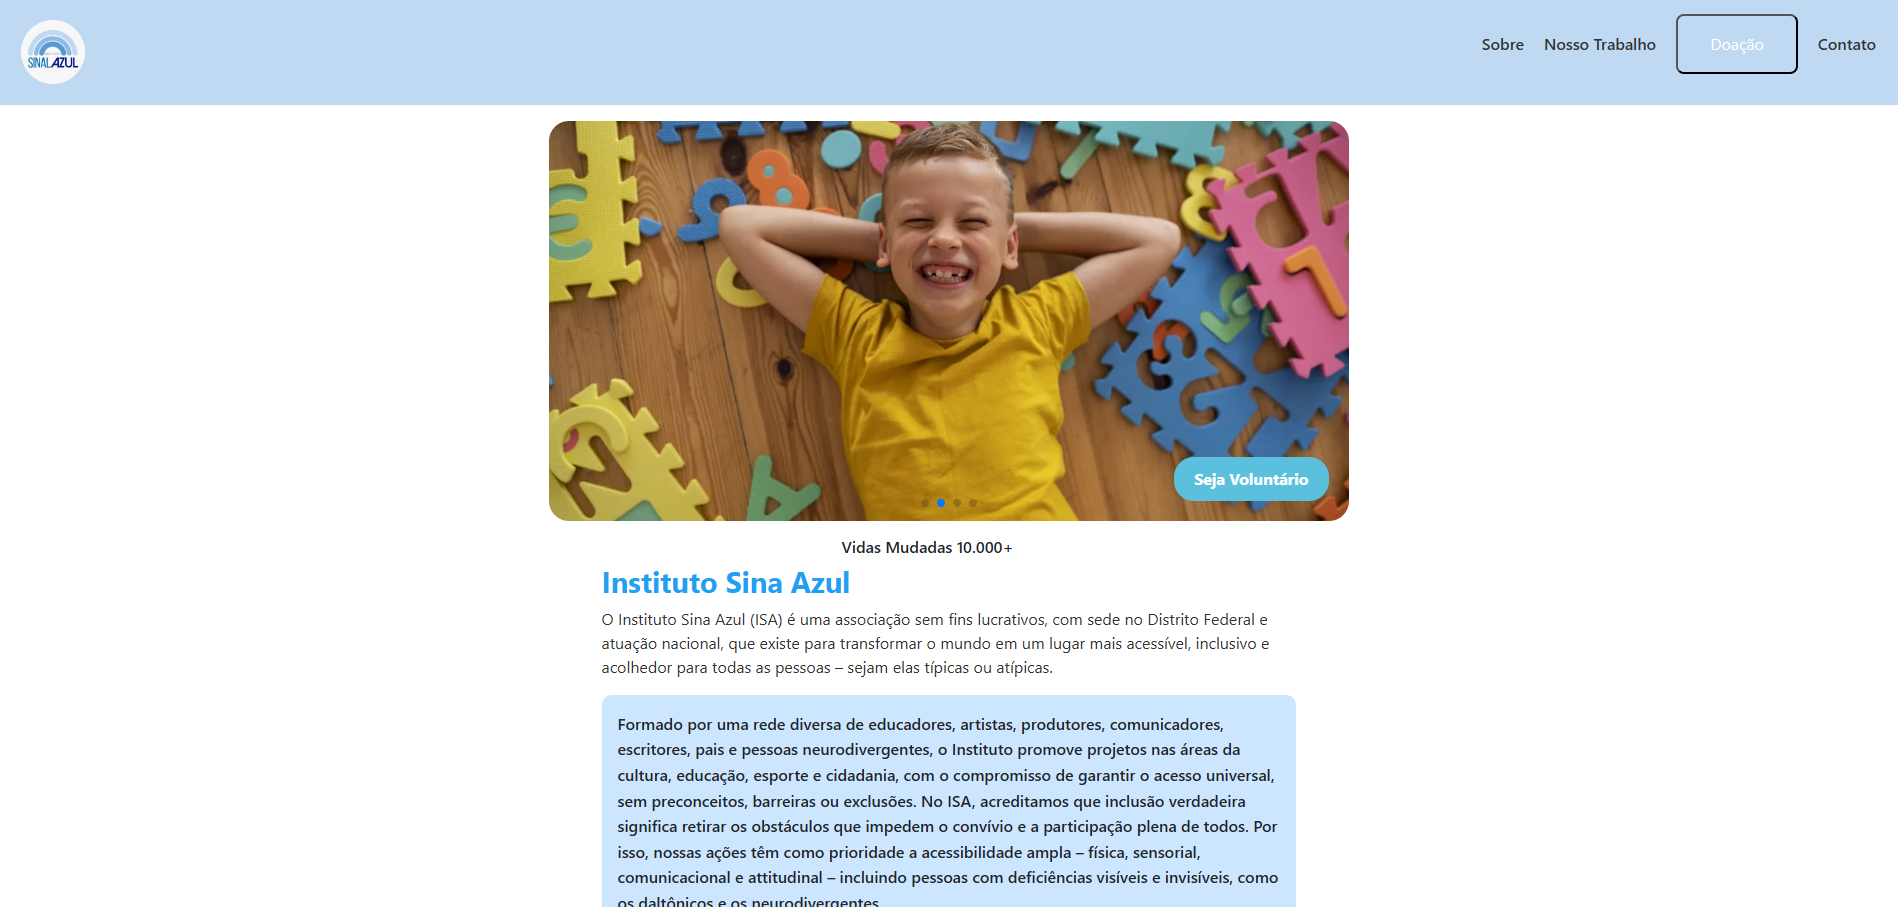 SINALAZUL
Sobre
Nosso Trabalho
Doação
Contato
Seja Voluntário
Vidas Mudadas 10.000+
Instituto Sina Azul
O Instituto Sina Azul (ISA) é uma associação sem fins lucrativos, com sede no Distrito Federal e
atuação nacional, que existe para transformar o mundo em um lugar mais acessível, inclusivo e
acolhedor para todas as pessoas – sejam elas típicas ou atípicas.
Formado por uma rede diversa de educadores, artistas, produtores, comunicadores,
escritores, pais e pessoas neurodivergentes, o Instituto promove projetos nas áreas da
cultura, educação, esporte e cidadania, com o compromisso de garantir o acesso universal,
sem preconceitos, barreiras ou exclusões. No ISA, acreditamos que inclusão verdadeira
significa retirar os obstáculos que impedem o convívio e a participação plena de todos. Por
isso, nossas ações têm como prioridade a acessibilidade ampla – física, sensorial,
comunicacional e attitudinal – incluindo pessoas com deficiências visíveis e invisíveis, como
os daltônicos e os neurodivergentes